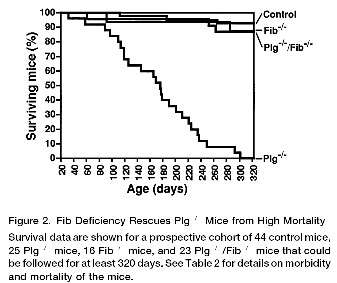 100
90
80
70
60
50
40
30
20
10
0
Surviving mice (%)
Control
Fib-/-
Plg-/-/Fib-/-
Plg-/-
20
40
60
80
100
120
140
160
180
200
220
240
260
280
300
320
Age (days)
Figure 2. Fib Deficiency Rescues Plg-/- Mice from High Mortality
Survival data are shown for a prospective cohort of 44 control mice,
25 Plg-/- mice, 16 Fib-/- mice, and 23 Plg-/-/Fib-/- mice that could
be followed for at least 320 days. See Table 2 for details on morbidity
and mortality of the mice.